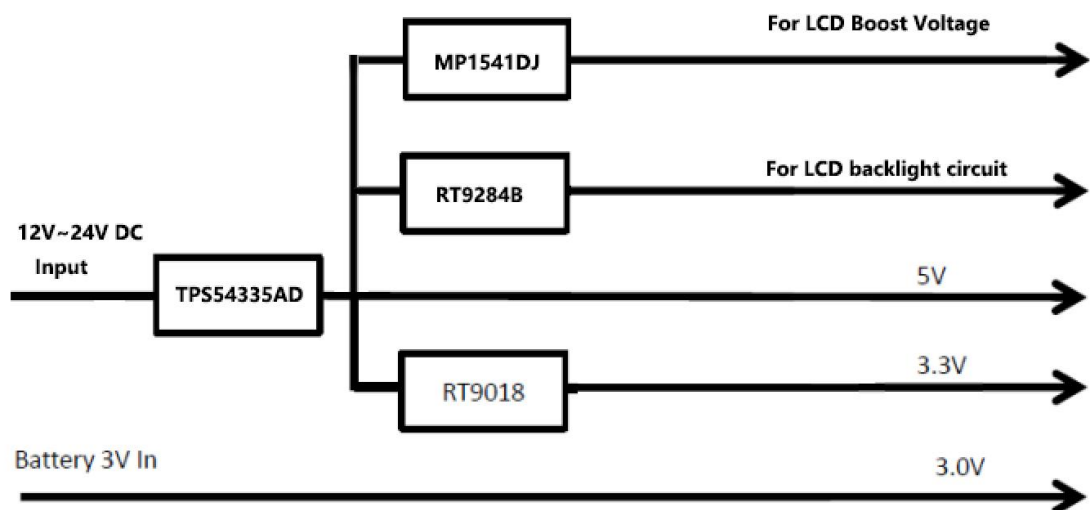 For LCD Boost Voltage
MP1541DJ
For LCD backlight circuit
RT9284B
12V~24V DC
Input
TPS54335AD
5V
3.3V
RT9018
Battery 3V In
3.0V